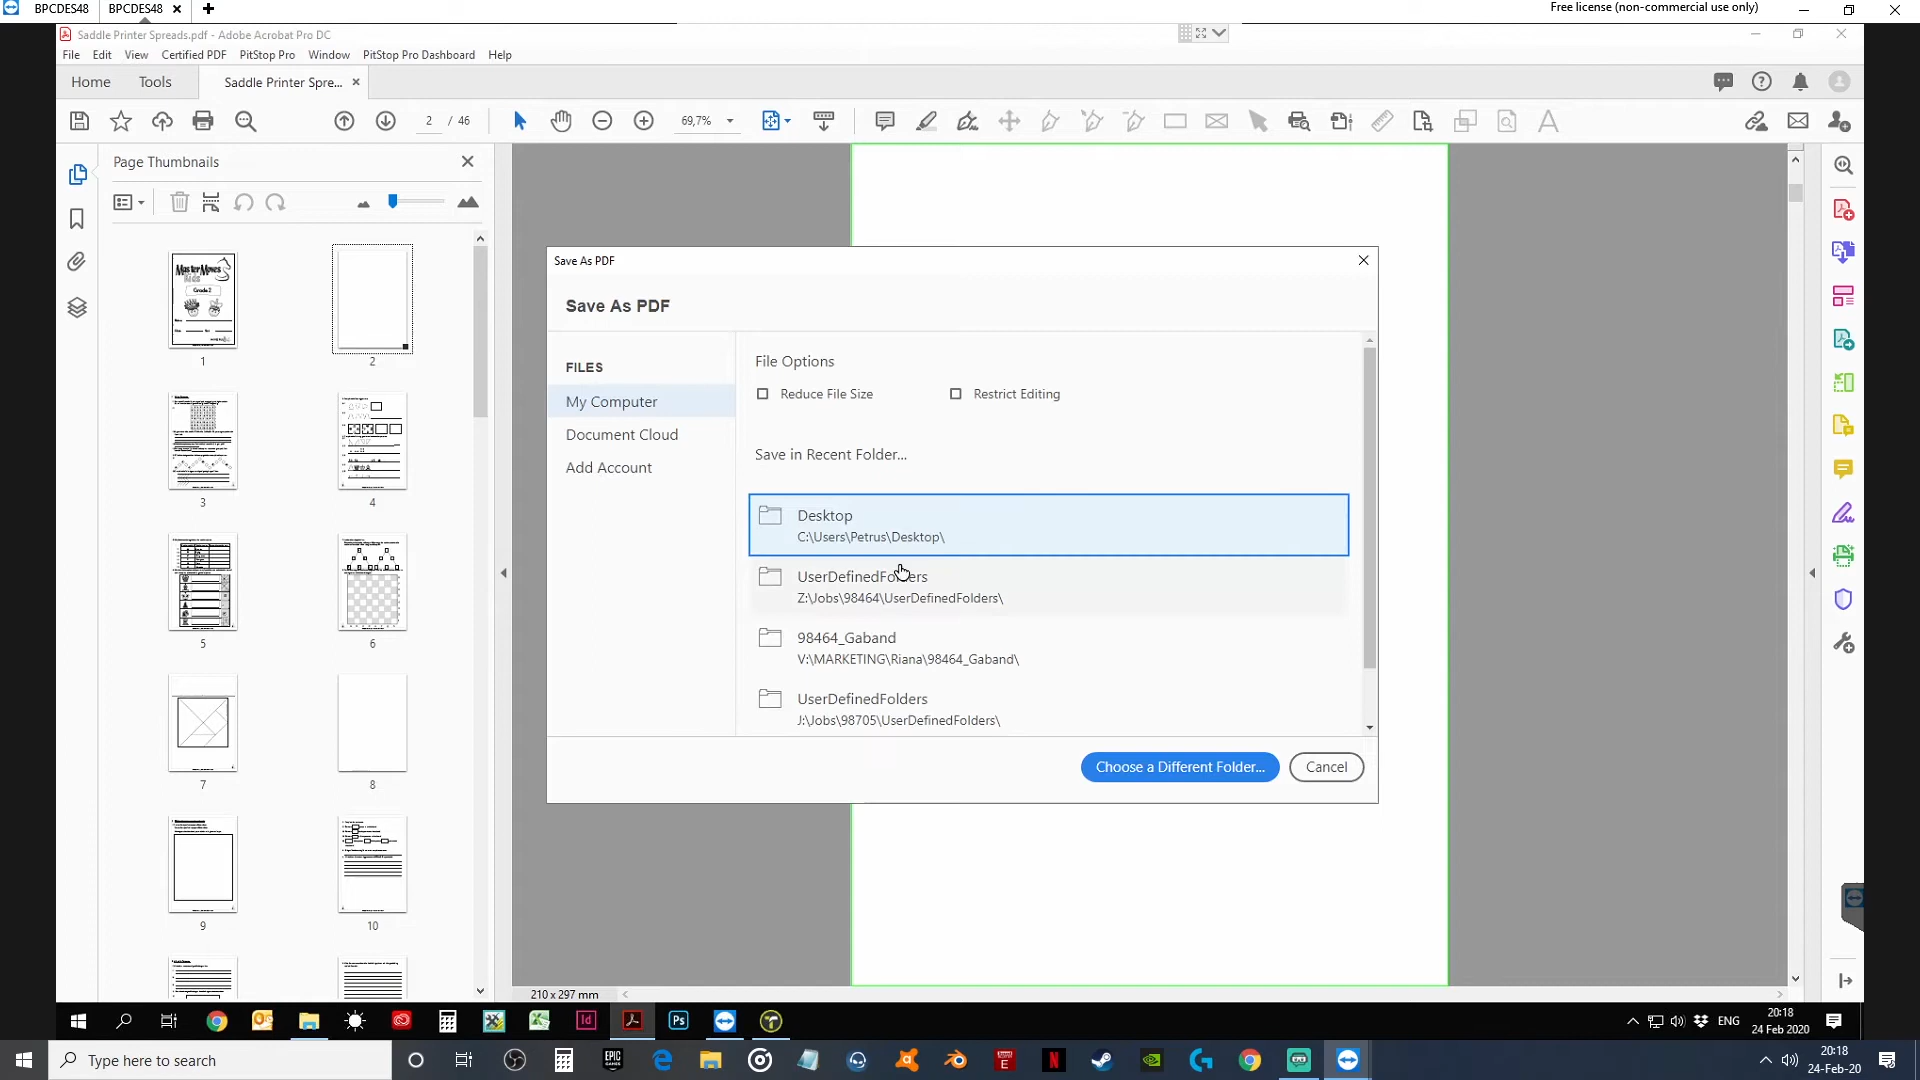 BPCDES48
BPCDES48
Free license (non-commercial use only)
Saddle Printer Spreads.pdf - Adobe Acrobat Pro DC
File Edit View Certified PDF PitStop Pro Window PitStop Pro Dashboard Help
Home Tools Saddle Printer Spre...
2 / 46 69,7%
Page Thumbnails
Master Moves
Kids
Grade 2
1
2
3
4
5
6
7
8
9
10
Save As PDF
Save As PDF
FILES
My Computer
Document Cloud
Add Account
File Options
Reduce File Size Restrict Editing
Save in Recent Folder...
Desktop
C:\Users\Petrus\Desktop\
UserDefinedFolders
Z:\Jobs\98464\UserDefinedFolders\
98464_Gaband
V:\MARKETING\Riana\98464_Gaband\
UserDefinedFolders
J:\Jobs\98705\UserDefinedFolders\
Choose a Different Folder... Cancel
210 x 297 mm
ENG
20:18
24 Feb 2020
Type here to search
20:18
24-Feb-20